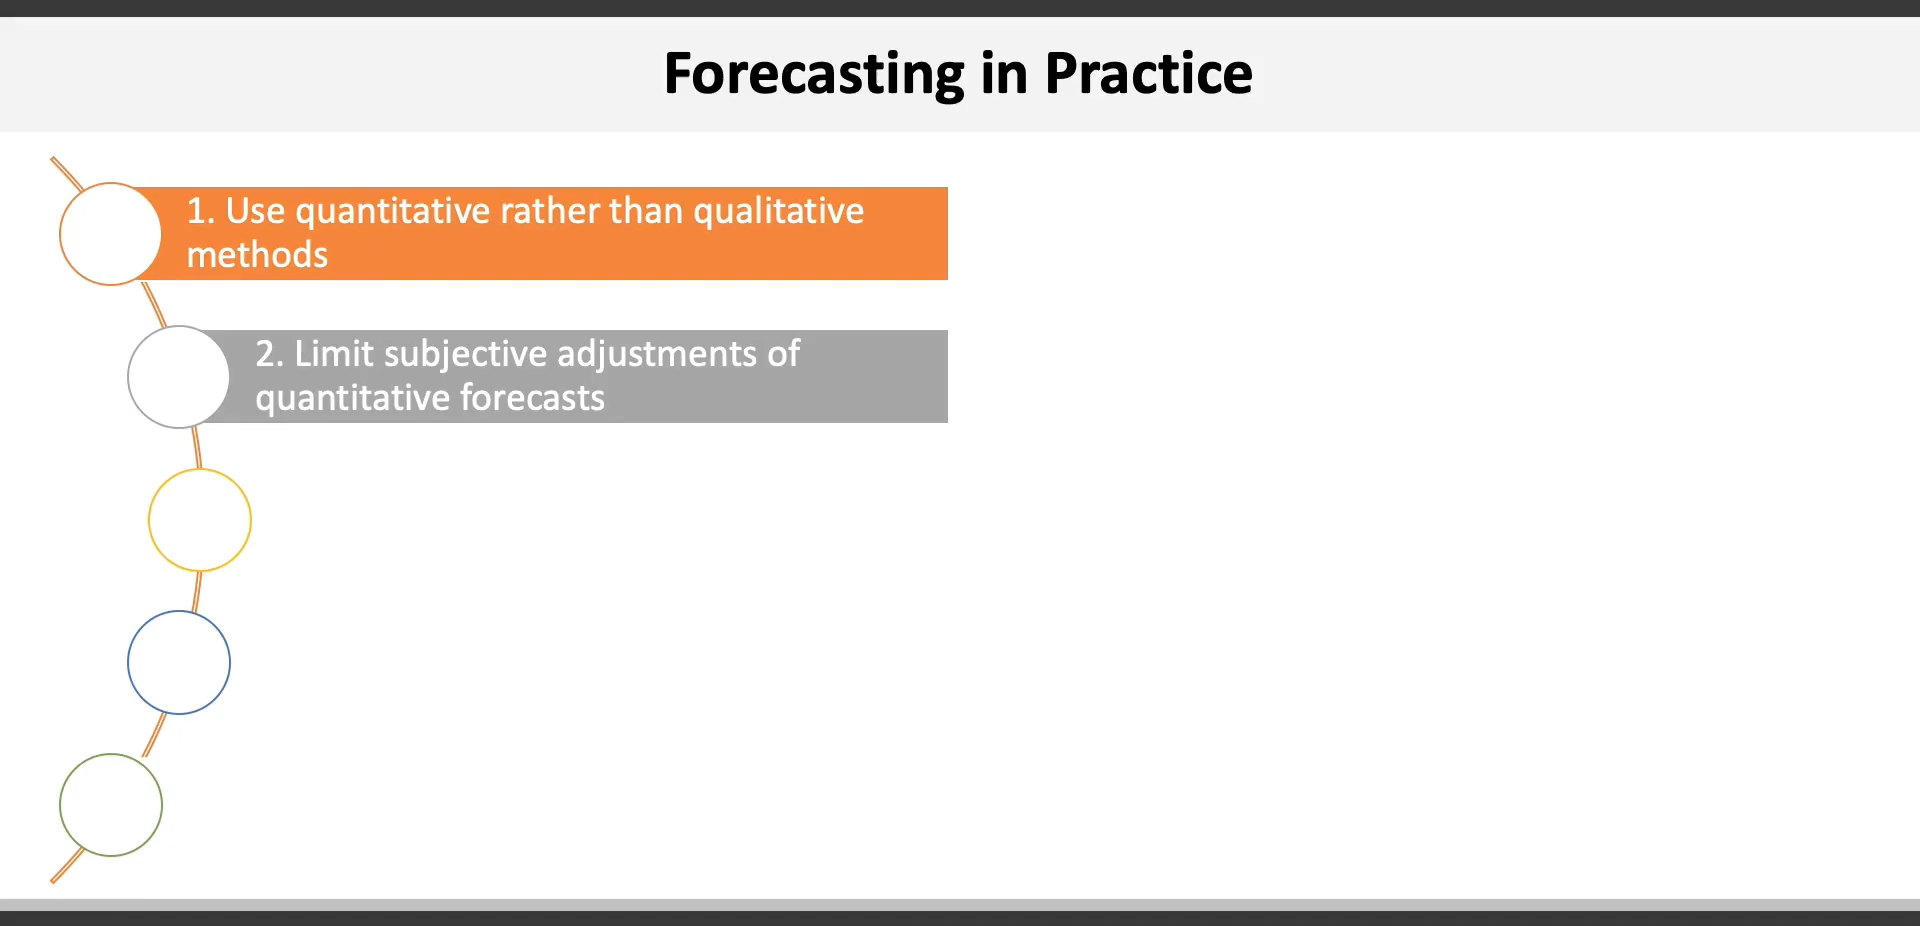 Forecasting in Practice
1. Use quantitative rather than qualitative
methods
2. Limit subjective adjustments of
quantitative forecasts